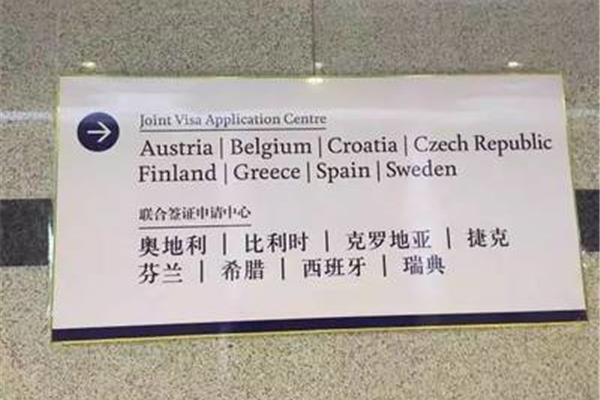 Joint Visa Application Centre
Austria | Belgium | Croatia | Czech Republic
Finland | Greece | Spain | Sweden
联合签证申请中心
奥地利 | 比利时 | 克罗地亚 | 捷克
芬兰 | 希腊 | 西班牙 | 瑞典